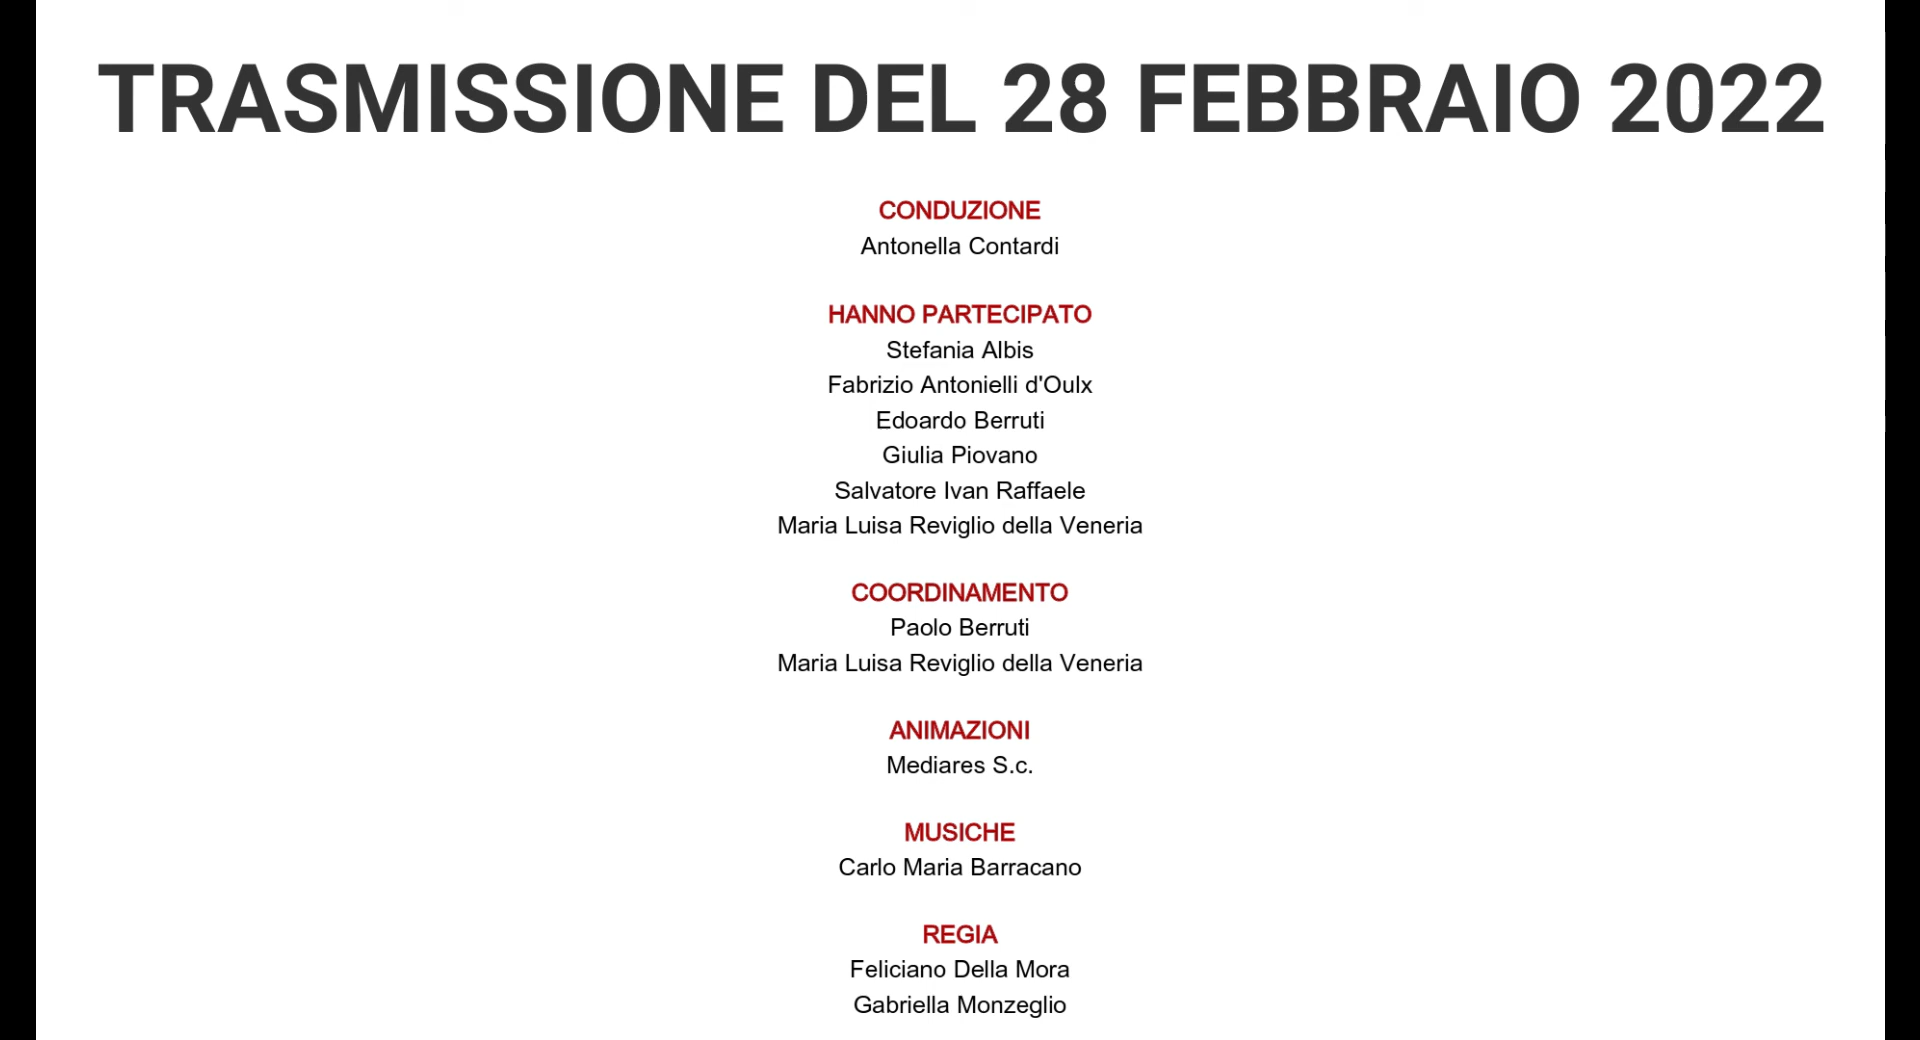 TRASMISSIONE DEL 28 FEBBRAIO 2022
CONDUZIONE
Antonella Contardi
HANNO PARTECIPATO
Stefania Albis
Fabrizio Antonielli d'Oulx
Edoardo Berruti
Giulia Piovano
Salvatore Ivan Raffaele
Maria Luisa Reviglio della Veneria
COORDINAMENTO
Paolo Berruti
Maria Luisa Reviglio della Veneria
ANIMAZIONI
Mediares S.c.
MUSICHE
Carlo Maria Barracano
REGIA
Feliciano Della Mora
Gabriella Monzeglio